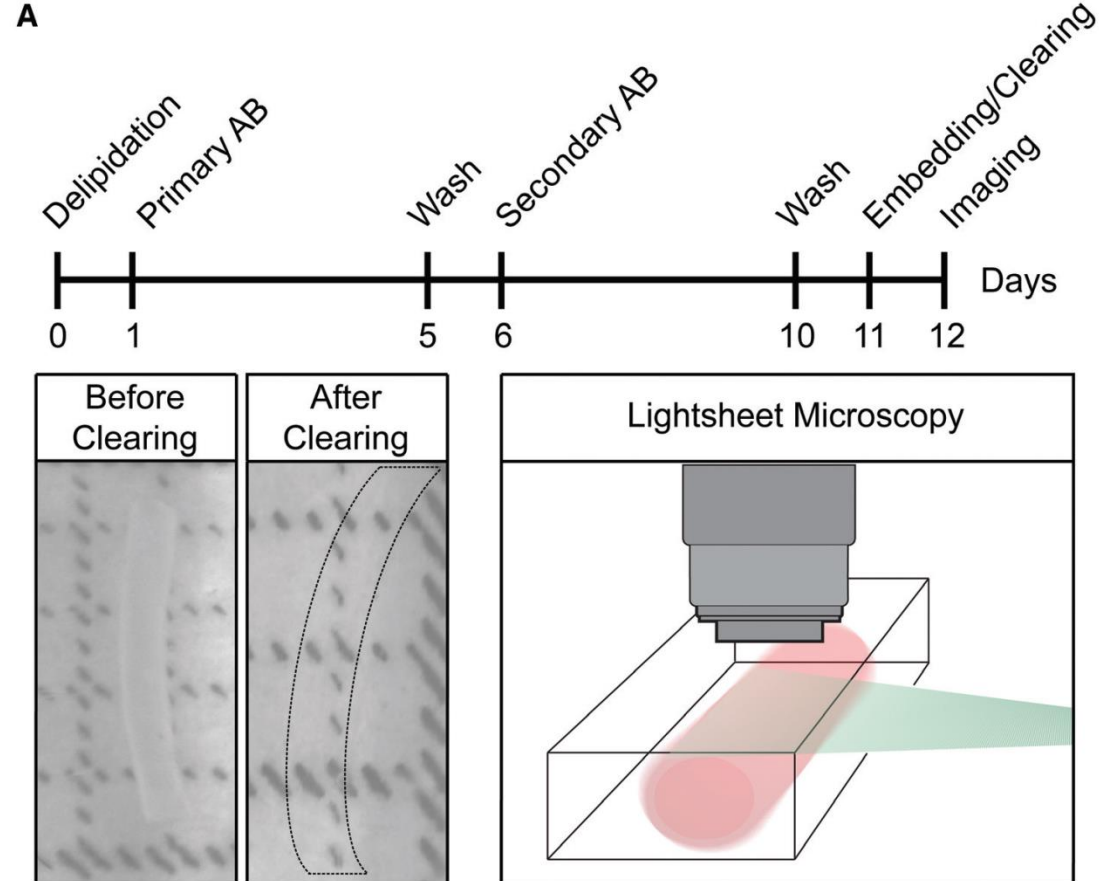 A
Delipidation
Primary AB
Wash
Secondary AB
Wash
Embedding/Clearing
Imaging
Days
0 1 5 6 10 11 12
Before
Clearing
After
Clearing
Lightsheet Microscopy